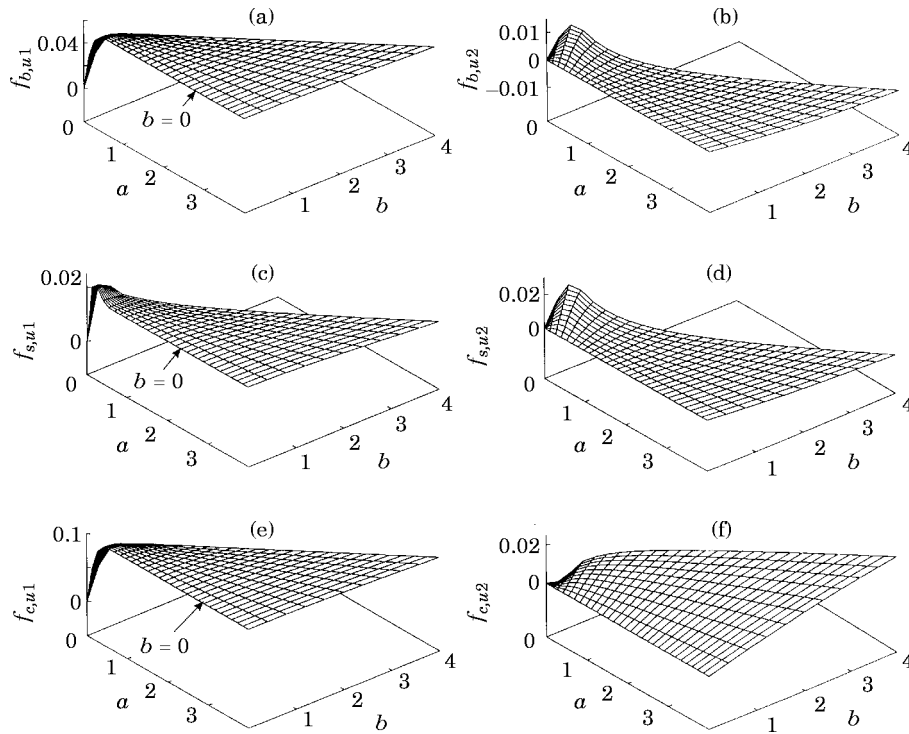 (a)
f_{b,u1}
0.04
0
b = 0
0
1
2
3
a
1
2
3
4
b
(b)
f_{b,u2}
0.01
0
−0.01
0
1
2
3
a
1
2
3
4
b
(c)
f_{s,u1}
0.02
0
b = 0
0
1
2
3
a
1
2
3
4
b
(d)
f_{s,u2}
0.02
0
0
1
2
3
a
1
2
3
4
b
(e)
f_{c,u1}
0.1
0
b = 0
0
1
2
3
a
1
2
3
4
b
(f)
f_{c,u2}
0.02
0
0
1
2
3
a
1
2
3
4
b